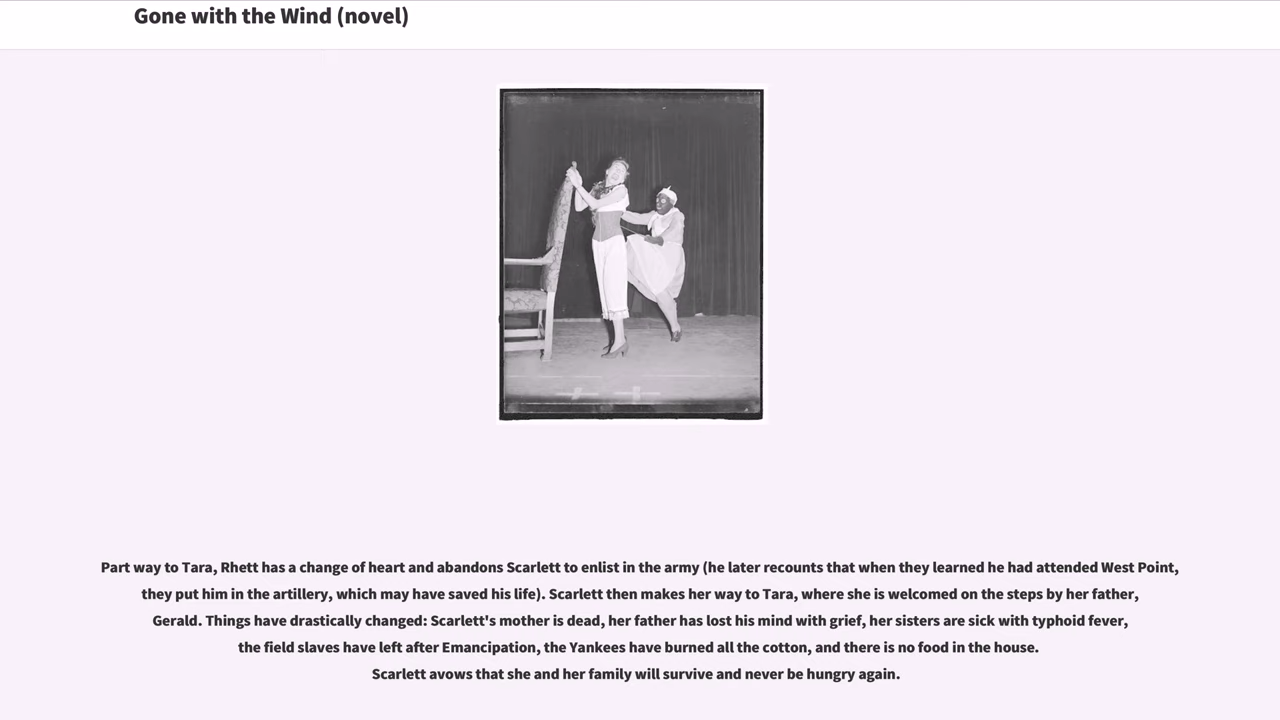 Gone with the Wind (novel)
Part way to Tara, Rhett has a change of heart and abandons Scarlett to enlist in the army (he later recounts that when they learned he had attended West Point,
they put him in the artillery, which may have saved his life). Scarlett then makes her way to Tara, where she is welcomed on the steps by her father,
Gerald. Things have drastically changed: Scarlett's mother is dead, her father has lost his mind with grief, her sisters are sick with typhoid fever,
the field slaves have left after Emancipation, the Yankees have burned all the cotton, and there is no food in the house.
Scarlett avows that she and her family will survive and never be hungry again.